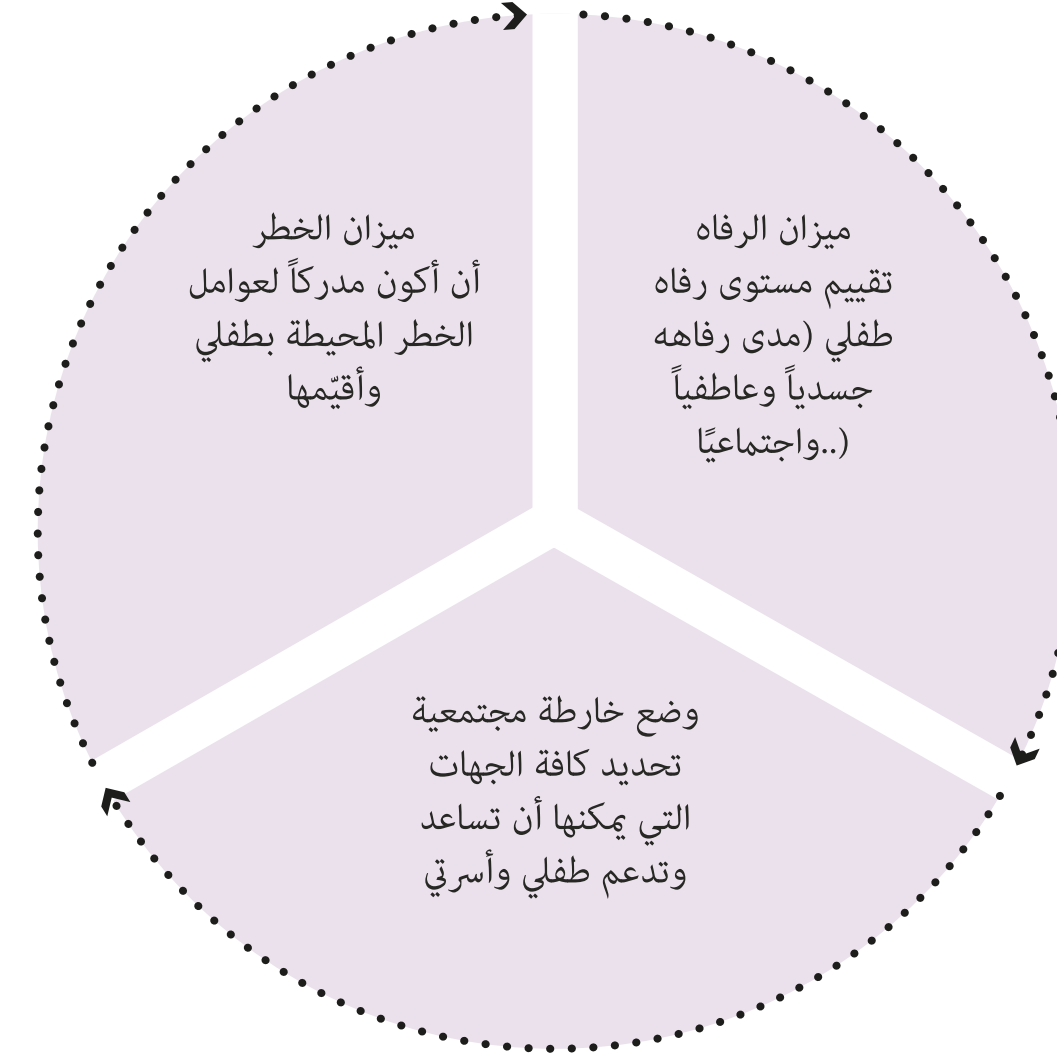 ميزان الرفاه
تقييم مستوى رفاه
طفلي (مدى رفاهه
جسدياً وعاطفياً
واجتماعيًا..)
ميزان الخطر
أن أكون مدركاً لعوامل
الخطر المحيطة بطفلي
وأقيّمها
وضع خارطة مجتمعية
تحديد كافة الجهات
التي يمكنها أن تساعد
وتدعم طفلي وأسرتي